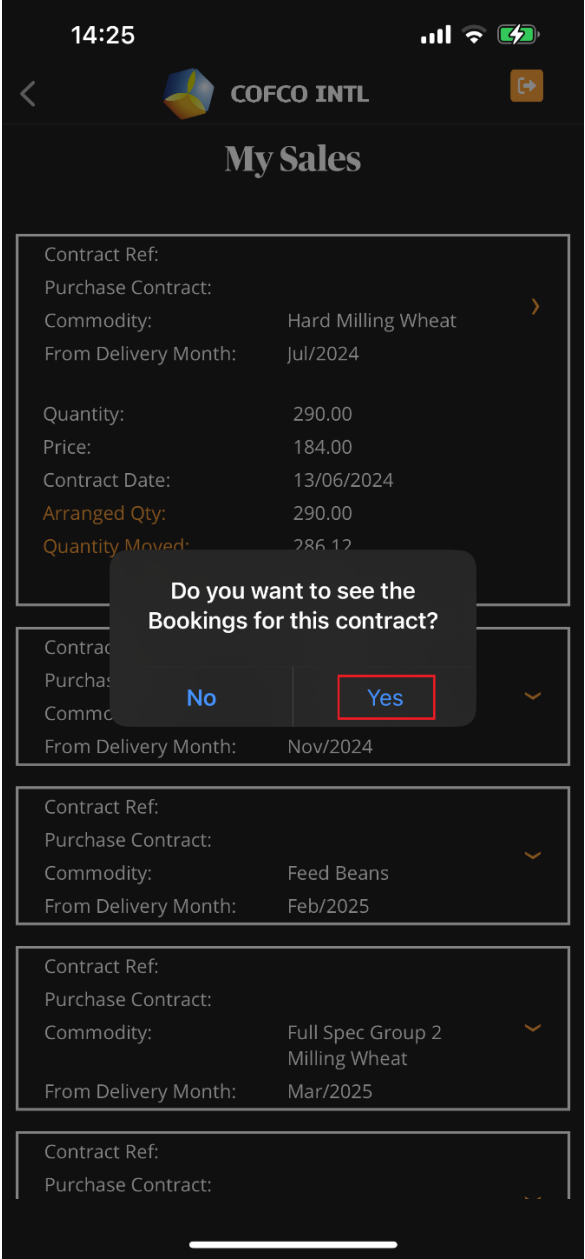 14:25
COFCO INTL
My Sales
Contract Ref:
Purchase Contract:
Commodity: Hard Milling Wheat
From Delivery Month: Jul/2024
Quantity: 290.00
Price: 184.00
Contract Date: 13/06/2024
Arranged Qty: 290.00
Quantity Moved: 286.12
Do you want to see the
Bookings for this contract?
No Yes
From Delivery Month: Nov/2024
Contract Ref:
Purchase Contract:
Commodity: Feed Beans
From Delivery Month: Feb/2025
Contract Ref:
Purchase Contract:
Commodity: Full Spec Group 2
Milling Wheat
From Delivery Month: Mar/2025
Contract Ref:
Purchase Contract: